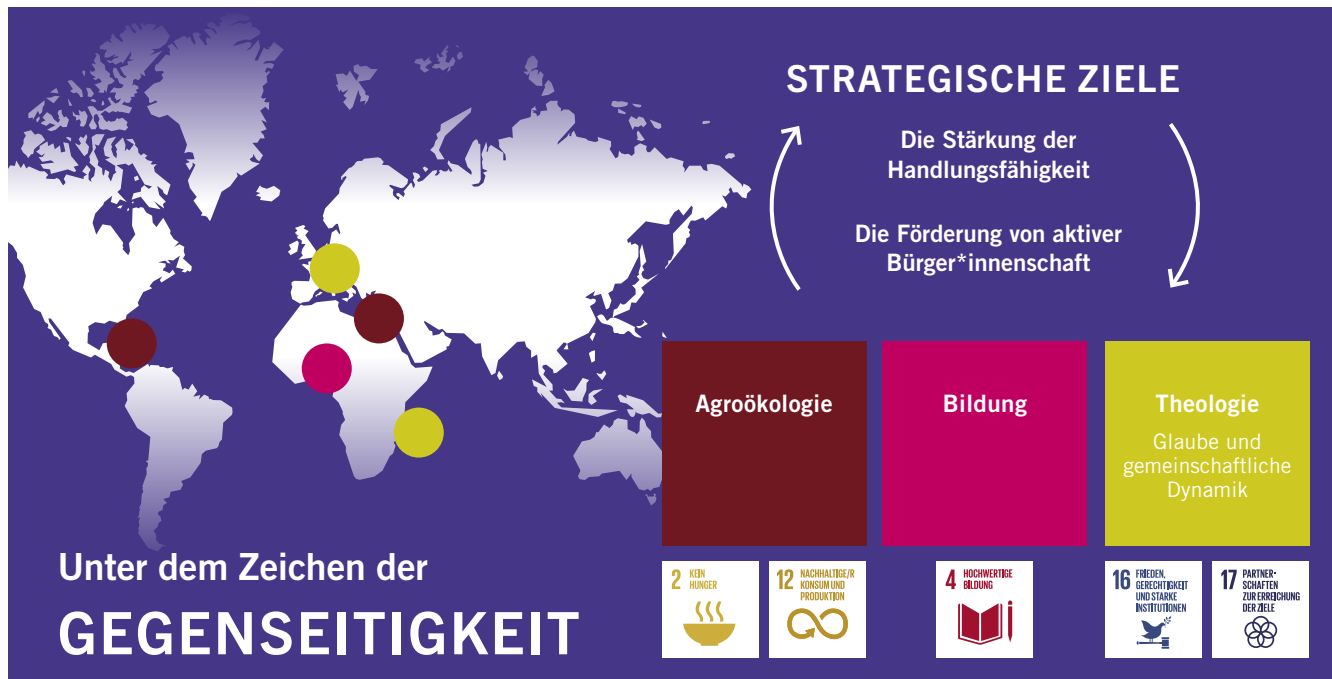 STRATEGISCHE ZIELE
Die Stärkung der
Handlungsfähigkeit
Die Förderung von aktiver
Bürger*innenschaft
Agroökologie
Bildung
Theologie
Glaube und
gemeinschaftliche
Dynamik
Unter dem Zeichen der
GEGENSEITIGKEIT
2 KEIN
HUNGER
12 NACHHALTIGE/R
KONSUM UND
PRODUKTION
4 HOCHWERTIGE
BILDUNG
16 FRIEDEN,
GERECHTIGKEIT
UND STARKE
INSTITUTIONEN
17 PARTNER-
SCHAFTEN
ZUR ERREICHUNG
DER ZIELE